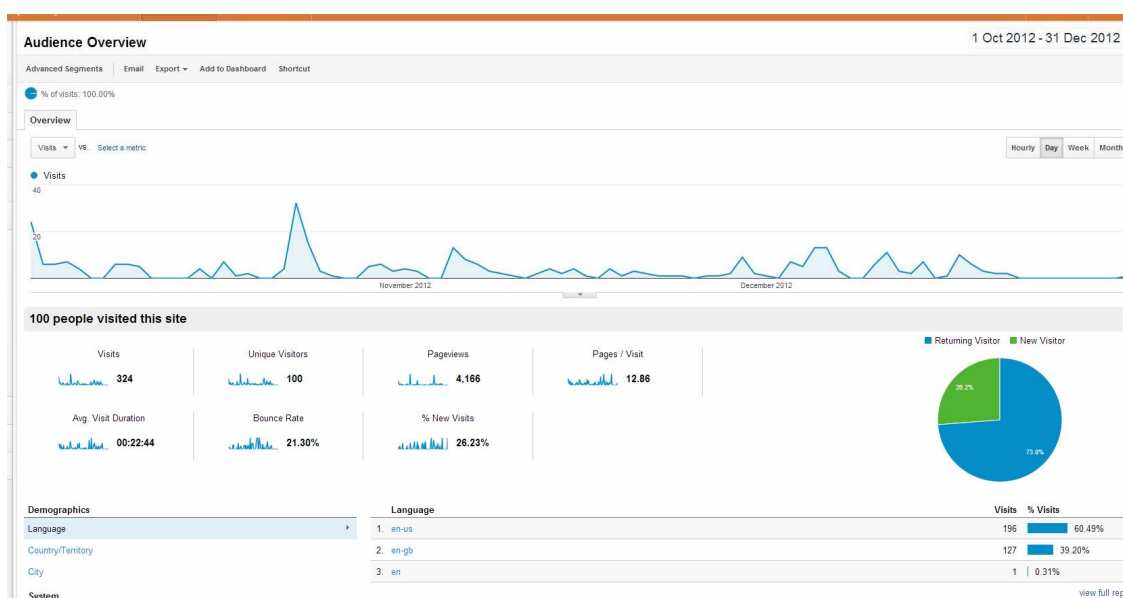 Audience Overview
1 Oct 2012 - 31 Dec 2012
Advanced Segments Email Export Add to Dashboard Shortcut
% of visits: 100.00%
Overview
Visits VS. Select a metric
Hourly Day Week Month
Visits
40
20
November 2012 December 2012
100 people visited this site
Returning Visitor New Visitor
Visits Unique Visitors Pageviews Pages / Visit
324 100 4,166 12.86
26.2%
Avg. Visit Duration Bounce Rate % New Visits
00:22:44 21.30% 26.23%
73.8%
Demographics Language Visits % Visits
Language 1. en-us 196 60.49%
Country/Territory 2. en-gb 127 39.20%
City 3. en 1 0.31%
System view full rep